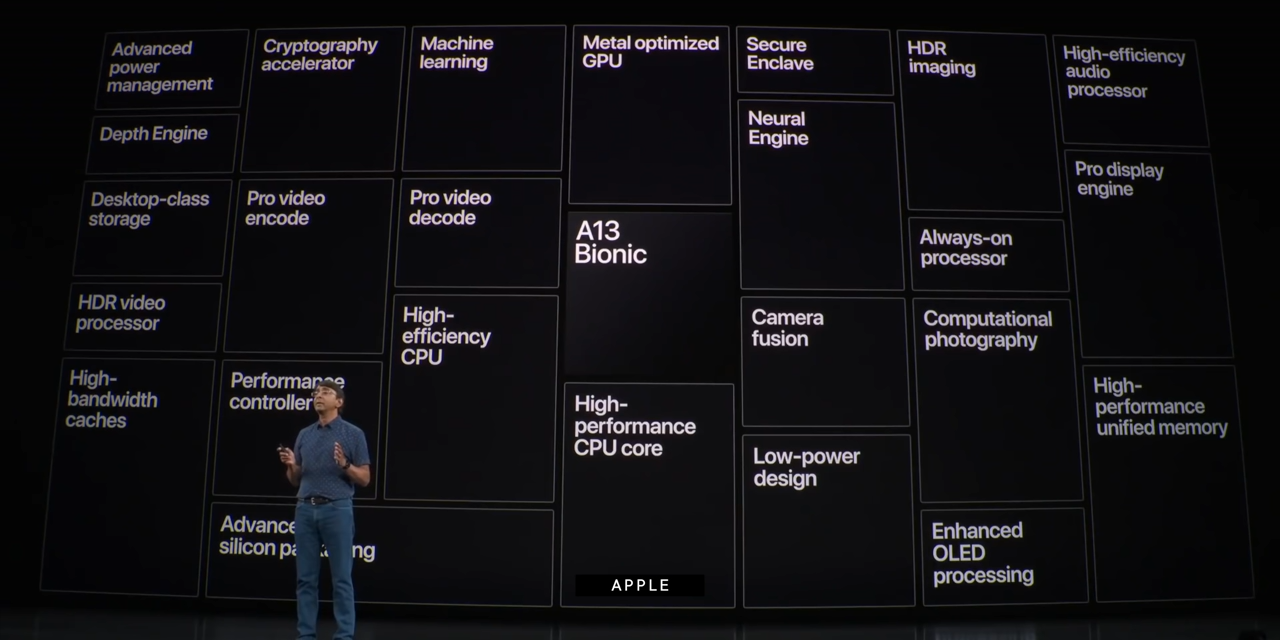 Advanced
power
management
Cryptography
accelerator
Machine
learning
Metal optimized
GPU
Secure
Enclave
HDR
imaging
High-efficiency
audio
processor
Depth Engine
Neural
Engine
Pro display
engine
Desktop-class
storage
Pro video
encode
Pro video
decode
A13
Bionic
Always-on
processor
HDR video
processor
High-
efficiency
CPU
Camera
fusion
Computational
photography
High-
bandwidth
caches
Performance
controller
High-
performance
CPU core
High-
performance
unified memory
Low-power
design
silicon
Enhanced
OLED
processing
APPLE